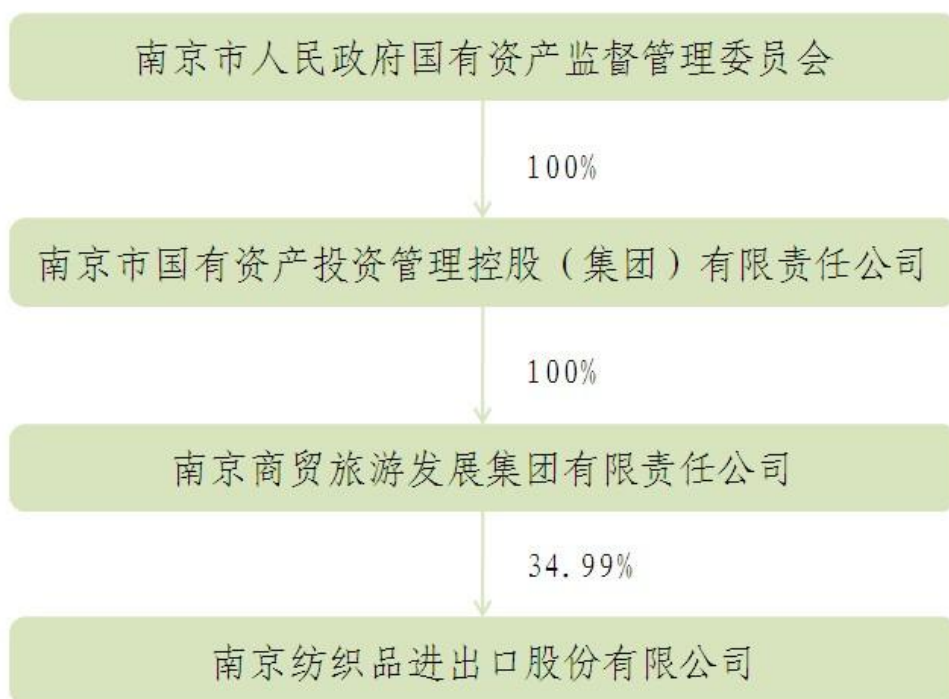 南京市人民政府国有资产监督管理委员会
100%
南京市国有资产投资管理控股（集团）有限责任公司
100%
南京商贸旅游发展集团有限责任公司
34.99%
南京纺织品进出口股份有限公司